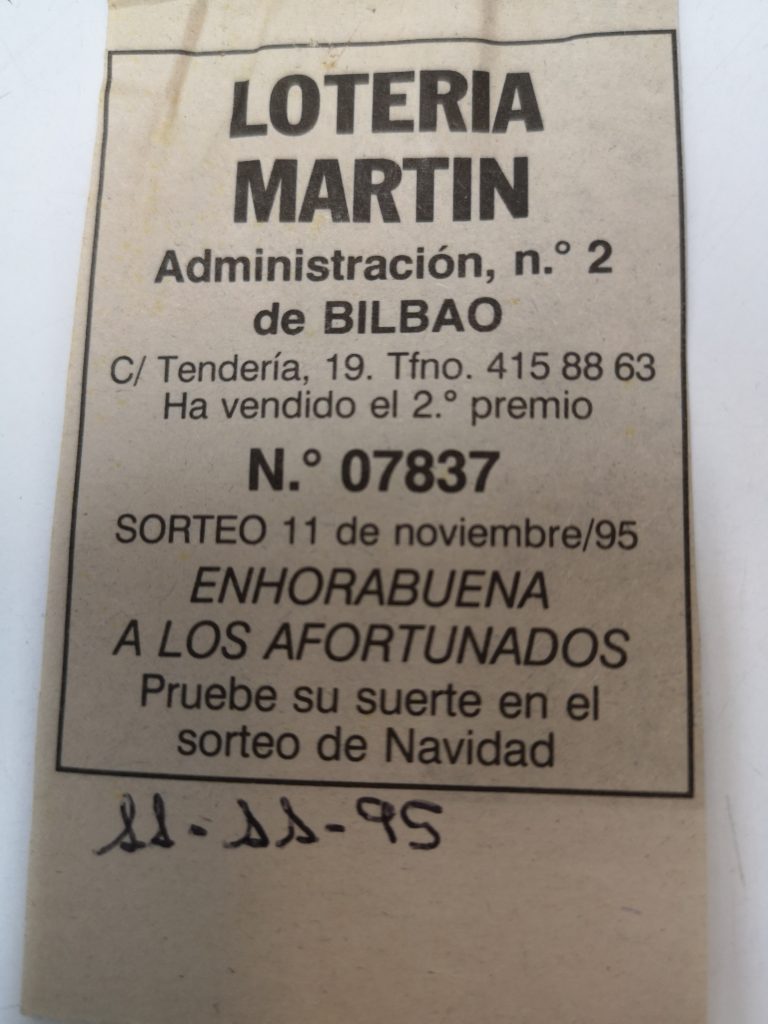 LOTERIA
MARTIN
Administración, n.º 2
de BILBAO
C/ Tendería, 19. Tfno. 415 88 63
Ha vendido el 2.º premio
N.º 07837
SORTEO 11 de noviembre/95
ENHORABUENA
A LOS AFORTUNADOS
Pruebe su suerte en el
sorteo de Navidad
11-11-95